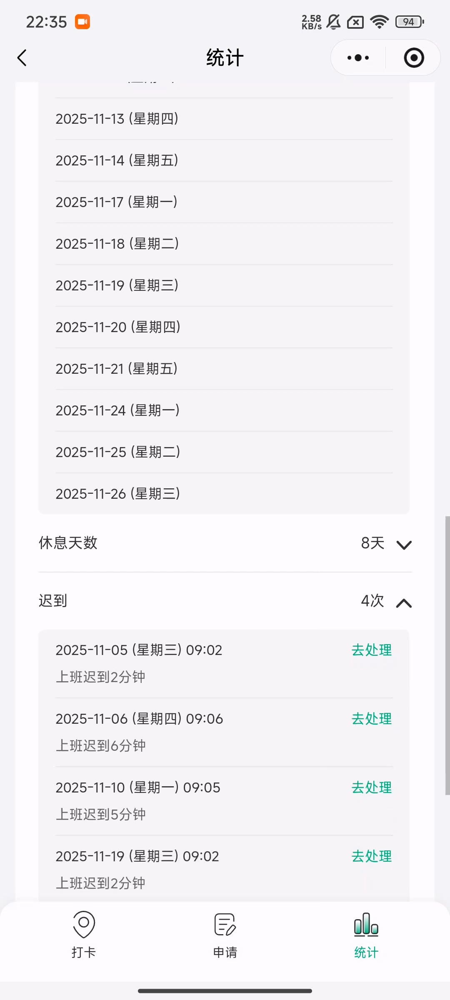 22:35
2.58
KB/s
94
统计
2025-11-13 (星期四)
2025-11-14 (星期五)
2025-11-17 (星期一)
2025-11-18 (星期二)
2025-11-19 (星期三)
2025-11-20 (星期四)
2025-11-21 (星期五)
2025-11-24 (星期一)
2025-11-25 (星期二)
2025-11-26 (星期三)
休息天数 8天
迟到 4次
2025-11-05 (星期三) 09:02 去处理
上班迟到2分钟
2025-11-06 (星期四) 09:06 去处理
上班迟到6分钟
2025-11-10 (星期一) 09:05 去处理
上班迟到5分钟
2025-11-19 (星期三) 09:02 去处理
上班迟到2分钟
打卡 申请 统计